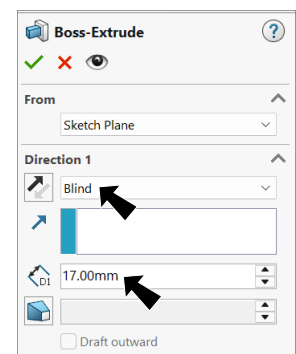 Boss-Extrude
?
From
Sketch Plane
Direction 1
Blind
D1
17.00mm
Draft outward